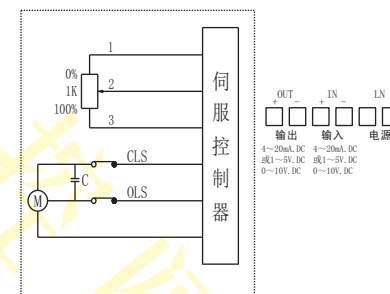 1
0%
1K
2
100%
3
CLS
C
OLS
M
伺服控制器
OUT
IN
LN
+ -
+ -
输出
输入
电源
4～20mA.DC
4～20mA.DC
或1～5V.DC
或1～5V.DC
0～10V.DC
0～10V.DC